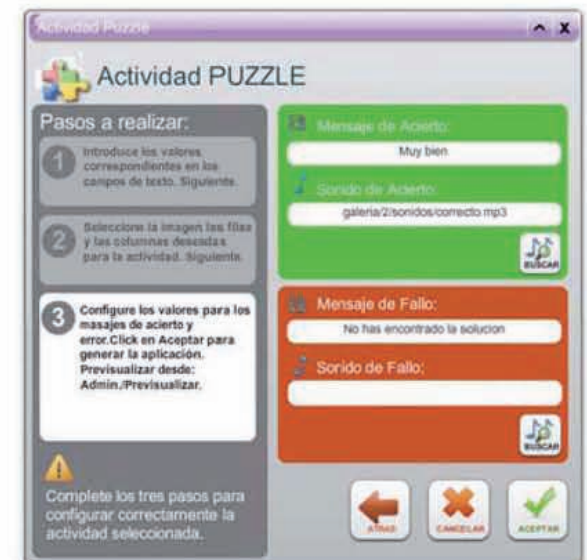 Actividad Puzzle
X
Actividad PUZZLE
Pasos a realizar:
1
Introduce los valores
correspondientes en los
campos de texto. Siguiente.
2
Seleccione la imagen las filas
y las columnas deseadas
para la actividad. Siguiente.
3
Configure los valores para los
masajes de acierto y
error.Click en Aceptar para
generar la aplicación.
Previsualizar desde:
Admin./Previsualizar.
Complete los tres pasos para
configurar correctamente la
actividad seleccionada.
Mensaje de Acierto:
Muy bien
Sonido de Acierto:
galeria/2/sonidos/correcto.mp3
BUSCAR
Mensaje de Fallo:
No has encontrado la solucion
Sonido de Fallo:
BUSCAR
ATRAS
CANCELAR
ACEPTAR